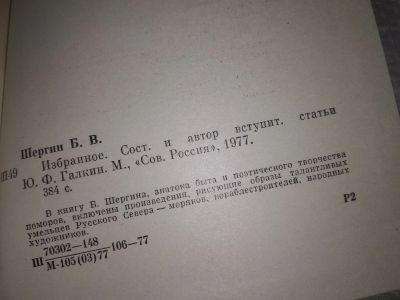 Шергин Б. В.
Ш49 Избранное. Сост. и автор вступит. статьи
Ю. Ф. Галкин. М., «Сов. Россия», 1977.
384 с.
В книгу Б. Шергина, знатока быта и поэтического творчества
поморов, включены произведения, рисующие образы талантливых
умельцев Русского Севера — моряков, кораблестроителей, народных
художников.
Ш 70302—148
М-105(03)77 106—77
Р2